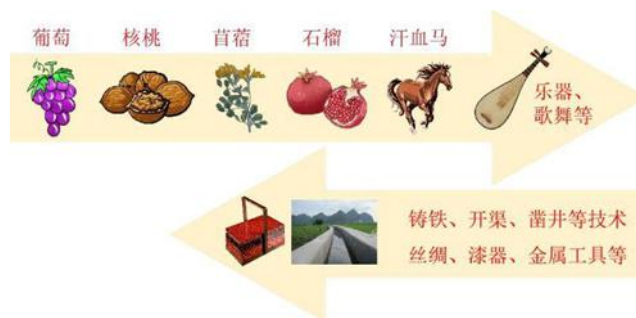 葡萄 核桃 苜蓿 石榴 汗血马
乐器、
歌舞等
铸铁、开渠、凿井等技术
丝绸、漆器、金属工具等